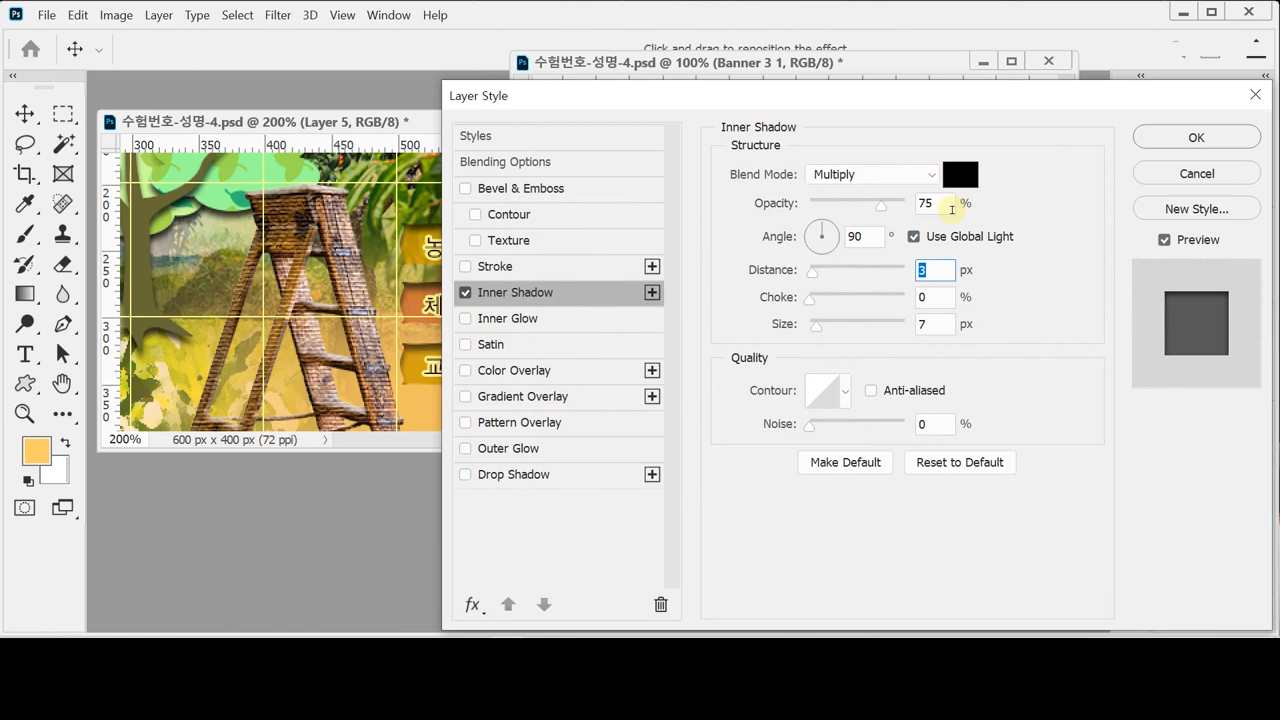 File Edit Image Layer Type Select Filter 3D View Window Help
Click and drag to reposition the effect
수험번호-성명-4.psd @ 100% (Banner 3 1, RGB/8) *
Layer Style
수험번호-성명-4.psd @ 200% (Layer 5, RGB/8) *
300 350 400 450 500
200
250
300
350
200% 600 px x 400 px (72 ppi)
Styles
Blending Options
Bevel & Emboss
Contour
Texture
Stroke
Inner Shadow
Inner Glow
Satin
Color Overlay
Gradient Overlay
Pattern Overlay
Outer Glow
Drop Shadow
fx
Inner Shadow
Structure
Blend Mode: Multiply
Opacity: 75 %
Angle: 90 ° Use Global Light
Distance: 3 px
Choke: 0 %
Size: 7 px
Quality
Contour: Anti-aliased
Noise: 0 %
Make Default Reset to Default
OK
Cancel
New Style...
Preview
농
체
교